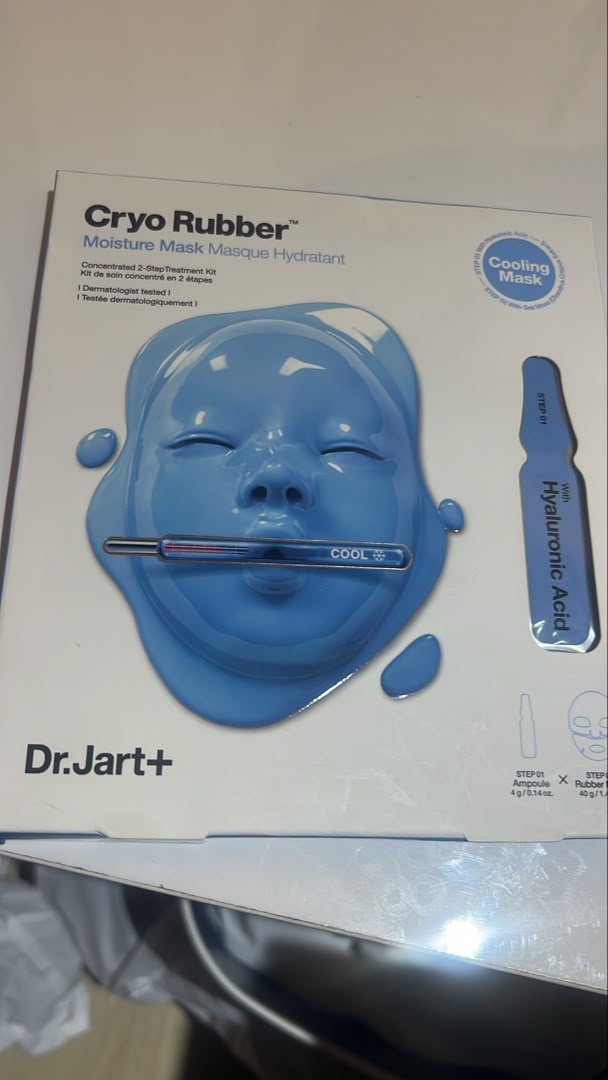 Cryo Rubber™
Moisture Mask Masque Hydratant
Concentrated 2-StepTreatment Kit
Kit de soin concentré en 2 étapes
I Dermatologist tested I
I Testée dermatologiquement I
Cooling
Mask
STEP 01
With
Hyaluronic Acid
COOL
Dr.Jart+
STEP 01
Ampoule
4 g / 0.14 oz.
X
Rubber
40 g /